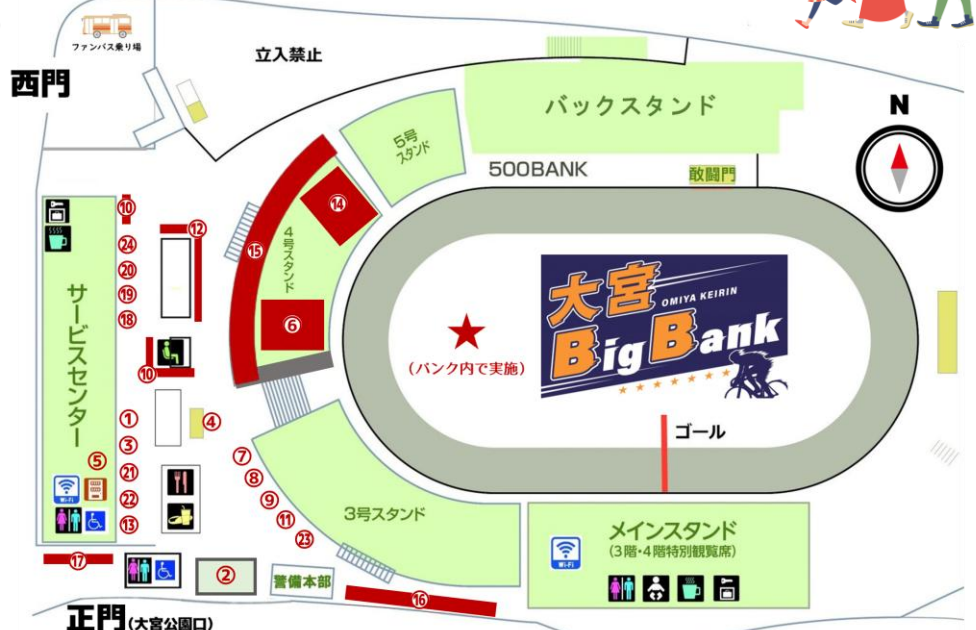 ファンバス乗り場
西門
立入禁止
バックスタンド
5号
スタンド
500BANK
敢闘門
N
⑩
⑭
⑫
㉔
⑮
4号スタンド
⑳
⑲
⑱
⑥
サービスセンター
大宮
OMIYA KEIRIN
Big Bank
(バンク内で実施)
⑩
①
④
③
⑤
㉑
㉒
⑬
Wi-Fi
⑦
⑧
⑨
⑪
㉓
ゴール
3号スタンド
メインスタンド
(3階・4階特別観覧席)
Wi-Fi
⑰
②
警備本部
⑯
正門(大宮公園口)